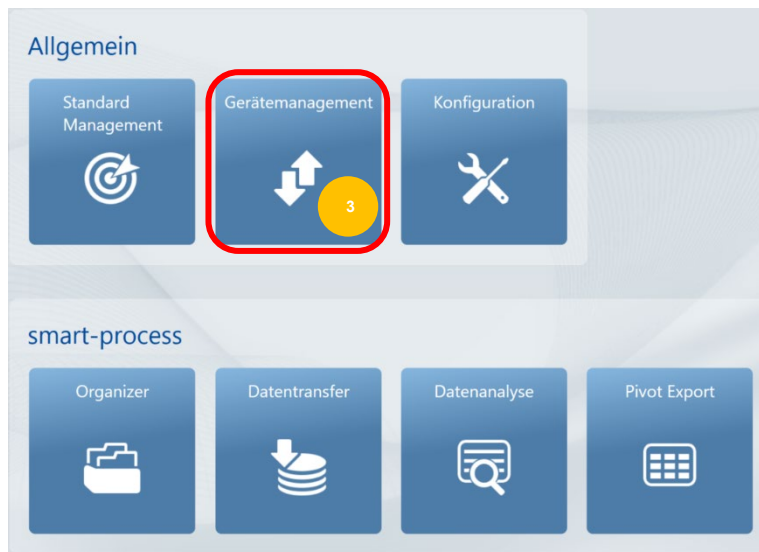 Allgemein
Standard
Management
Gerätemanagement
Konfiguration
3
smart-process
Organizer
Datentransfer
Datenanalyse
Pivot Export